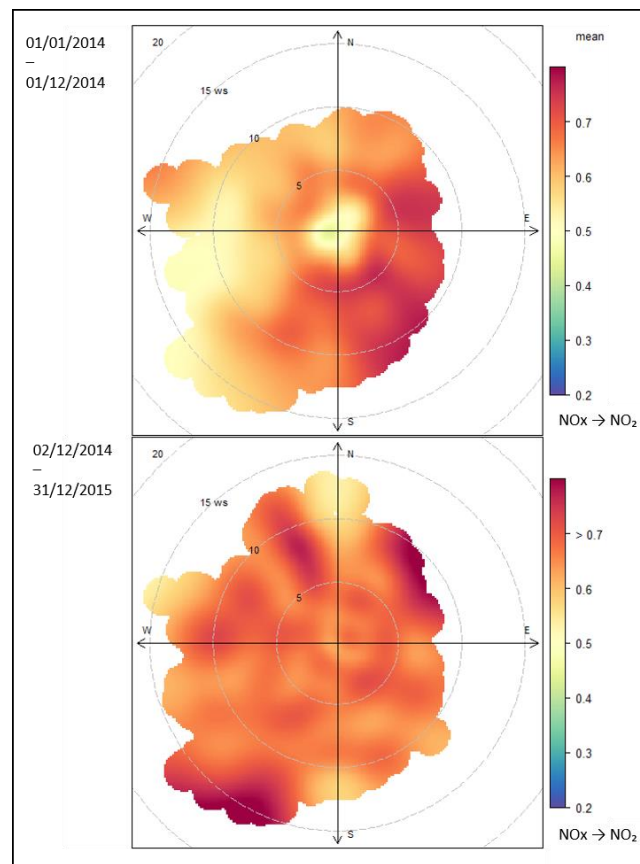 01/01/2014
–
01/12/2014
20
15 ws
10
5
N
W
E
S
mean
0.7
0.6
0.5
0.4
0.3
0.2
NOx → NO₂
02/12/2014
–
31/12/2015
20
15 ws
10
5
N
W
E
S
> 0.7
0.6
0.5
0.4
0.3
0.2
NOx → NO₂